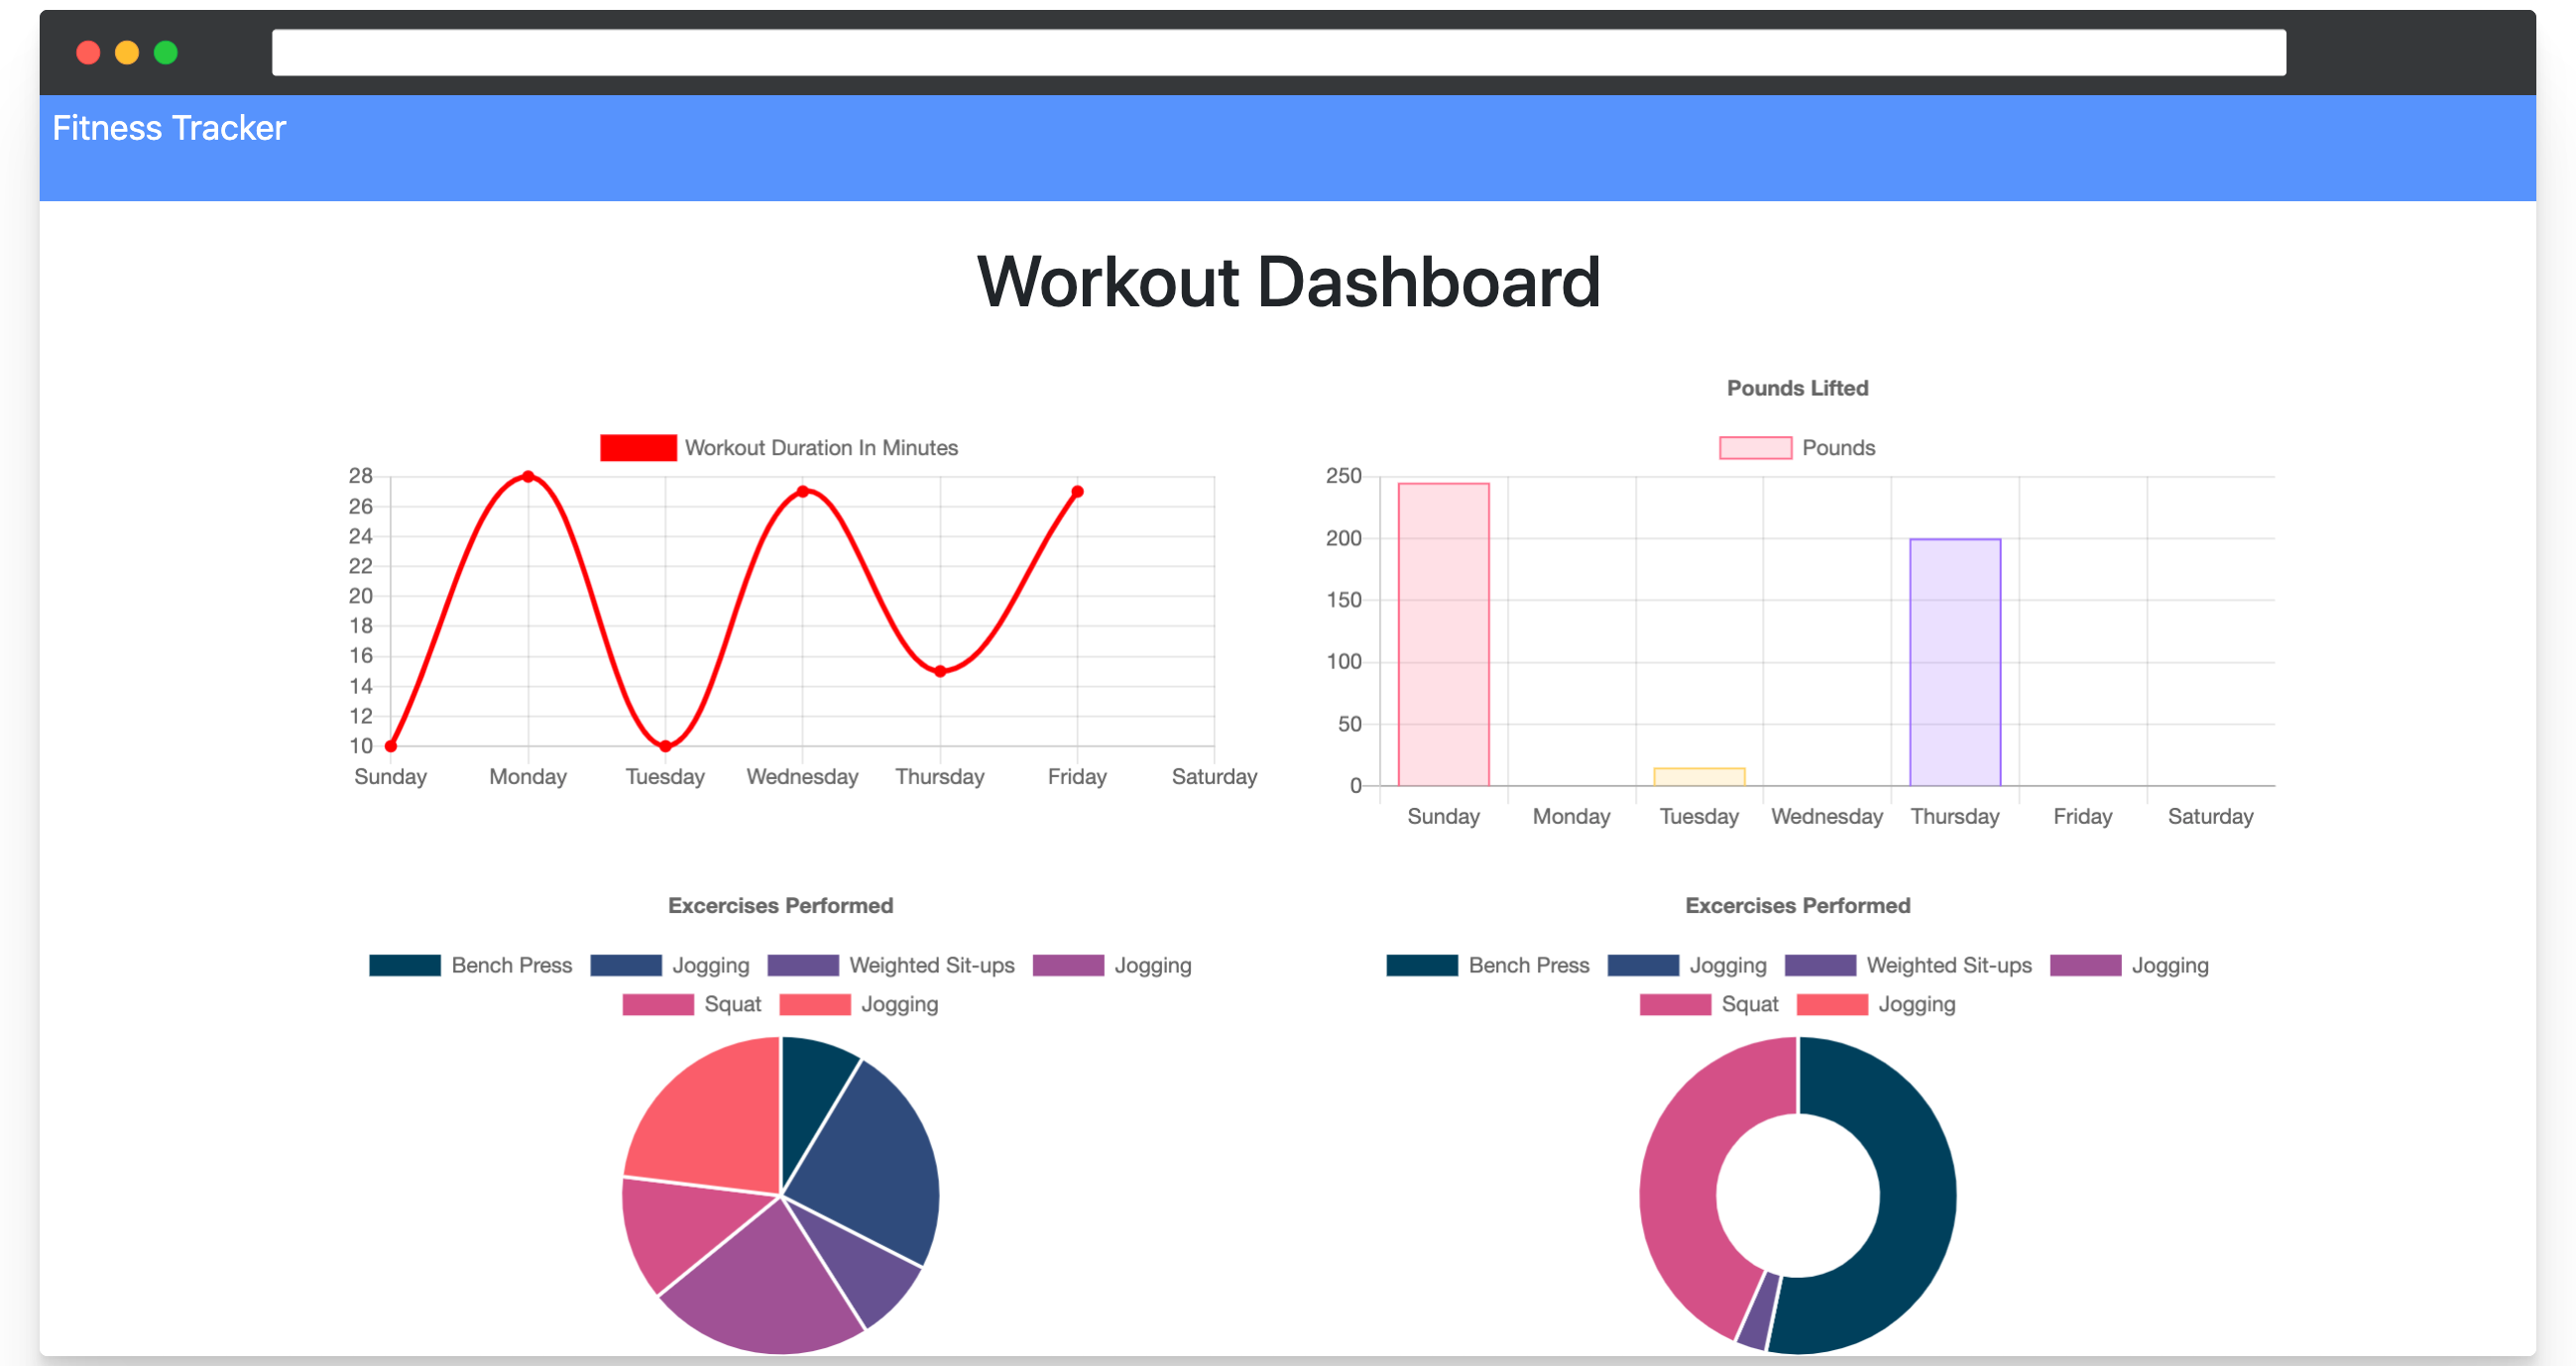 Fitness Tracker
Workout Dashboard
Workout Duration In Minutes
28
26
24
22
20
18
16
14
12
10
Sunday Monday Tuesday Wednesday Thursday Friday Saturday
Pounds Lifted
Pounds
250
200
150
100
50
0
Sunday Monday Tuesday Wednesday Thursday Friday Saturday
Excercises Performed
Bench Press Jogging Weighted Sit-ups Jogging
Squat Jogging
Excercises Performed
Bench Press Jogging Weighted Sit-ups Jogging
Squat Jogging